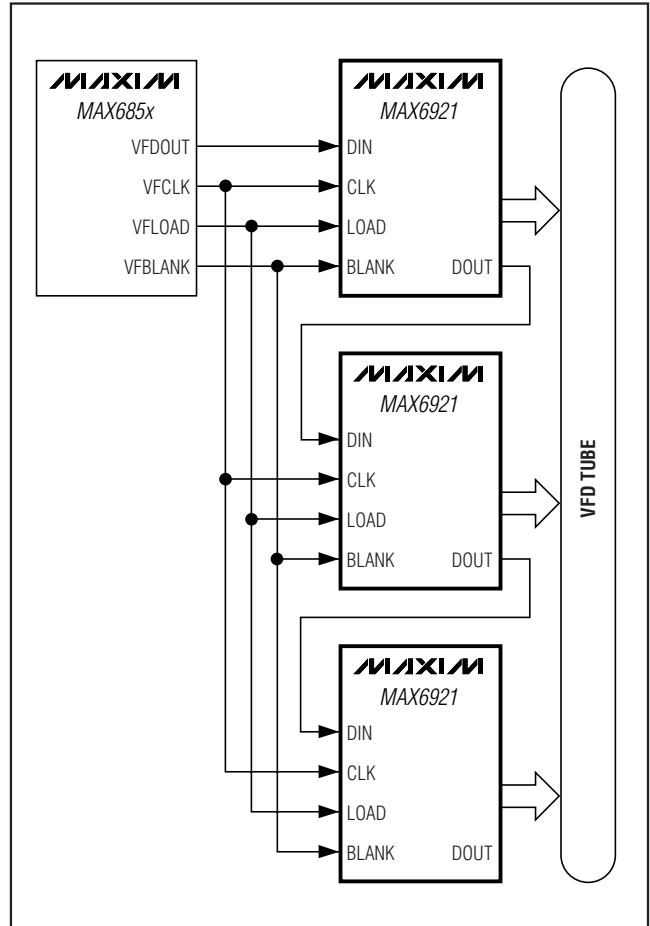 MAXIM
MAX685x
VFDOUT
VFCLK
VFLOAD
VFBLANK
MAXIM
MAX6921
DIN
CLK
LOAD
BLANK DOUT
MAXIM
MAX6921
DIN
CLK
LOAD
BLANK DOUT
MAXIM
MAX6921
DIN
CLK
LOAD
BLANK DOUT
VFD TUBE